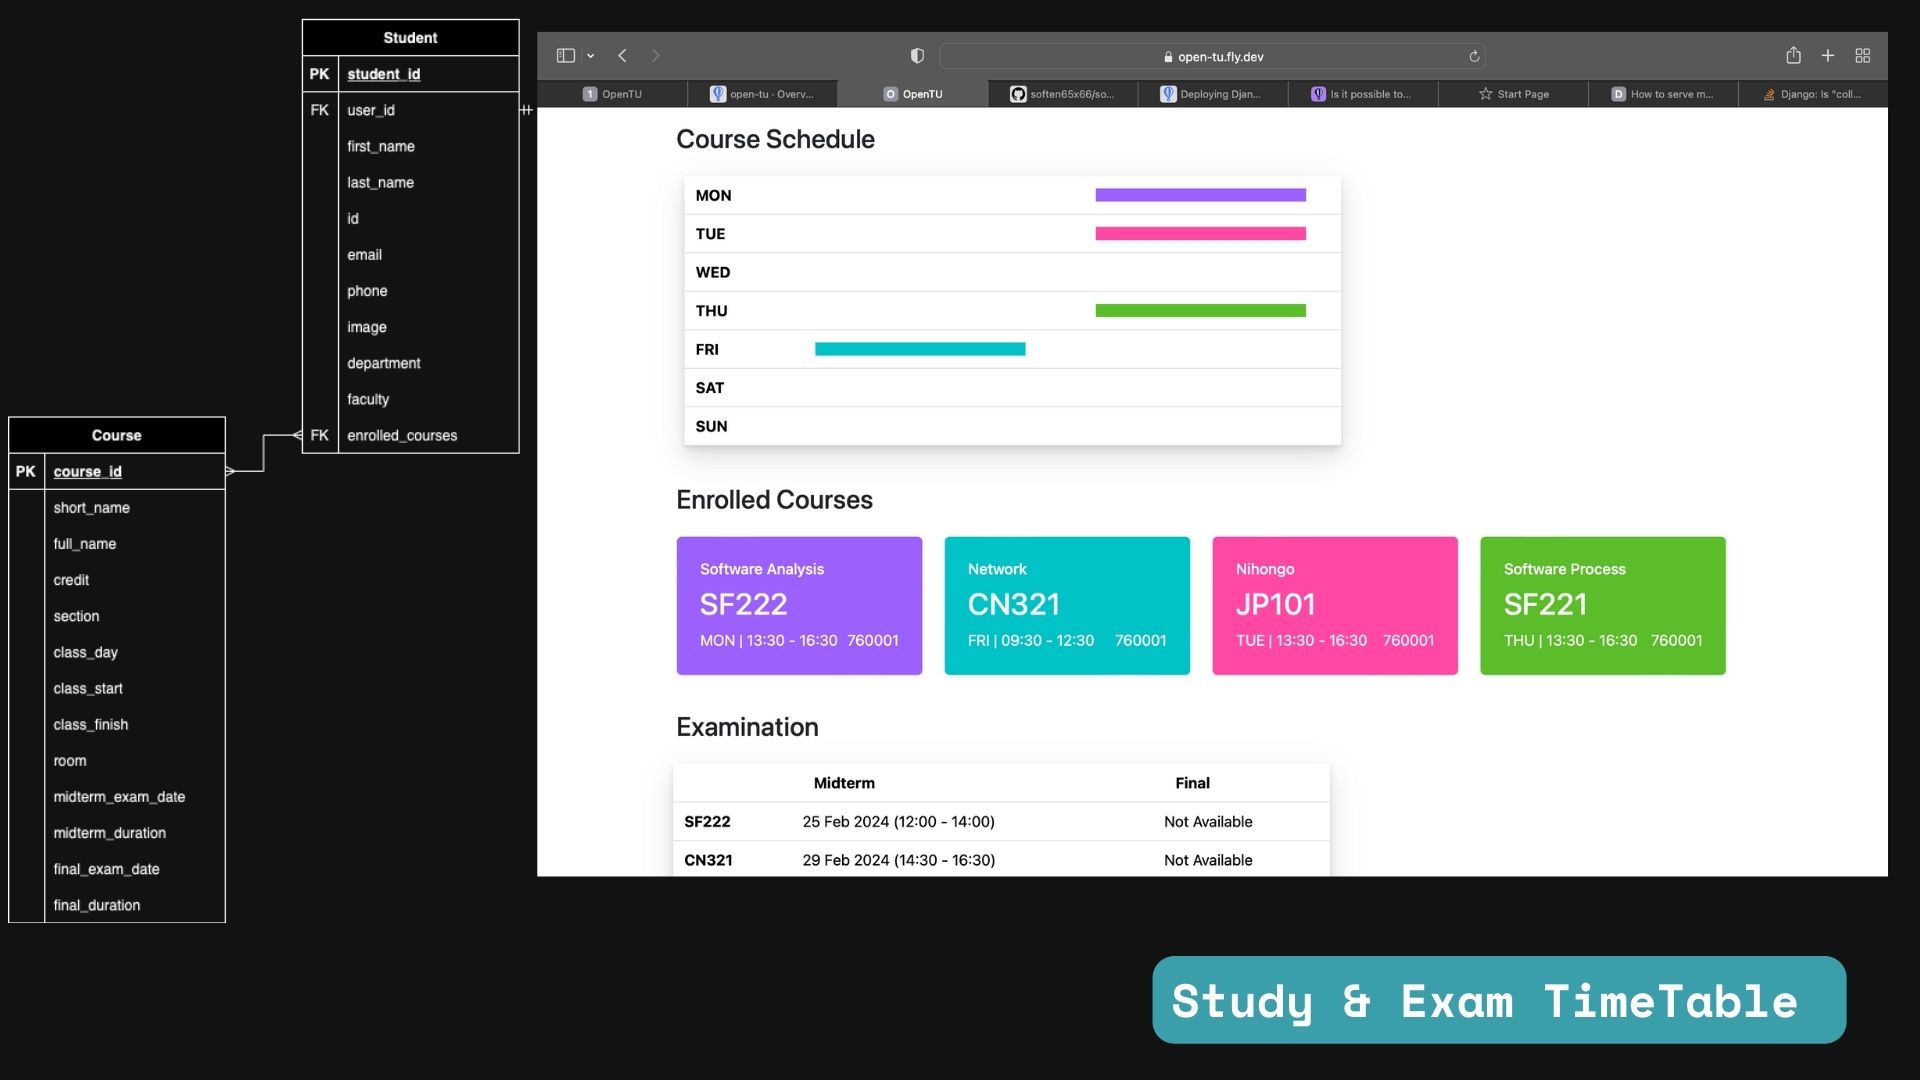 Student
PK student_id
FK user_id
first_name
last_name
id
email
phone
image
department
faculty
FK enrolled_courses
Course
PK course_id
short_name
full_name
credit
section
class_day
class_start
class_finish
room
midterm_exam_date
midterm_duration
final_exam_date
final_duration
open-tu.fly.dev
1 OpenTU
open-tu · Overv...
O OpenTU
soften65x66/so...
Deploying Djan...
Is it possible to...
Start Page
D How to serve m...
Django: Is "coll...
Course Schedule
MON
TUE
WED
THU
FRI
SAT
SUN
Enrolled Courses
Software Analysis
SF222
MON | 13:30 - 16:30 760001
Network
CN321
FRI | 09:30 - 12:30 760001
Nihongo
JP101
TUE | 13:30 - 16:30 760001
Software Process
SF221
THU | 13:30 - 16:30 760001
Examination
Midterm Final
SF222 25 Feb 2024 (12:00 - 14:00) Not Available
CN321 29 Feb 2024 (14:30 - 16:30) Not Available
Study & Exam TimeTable